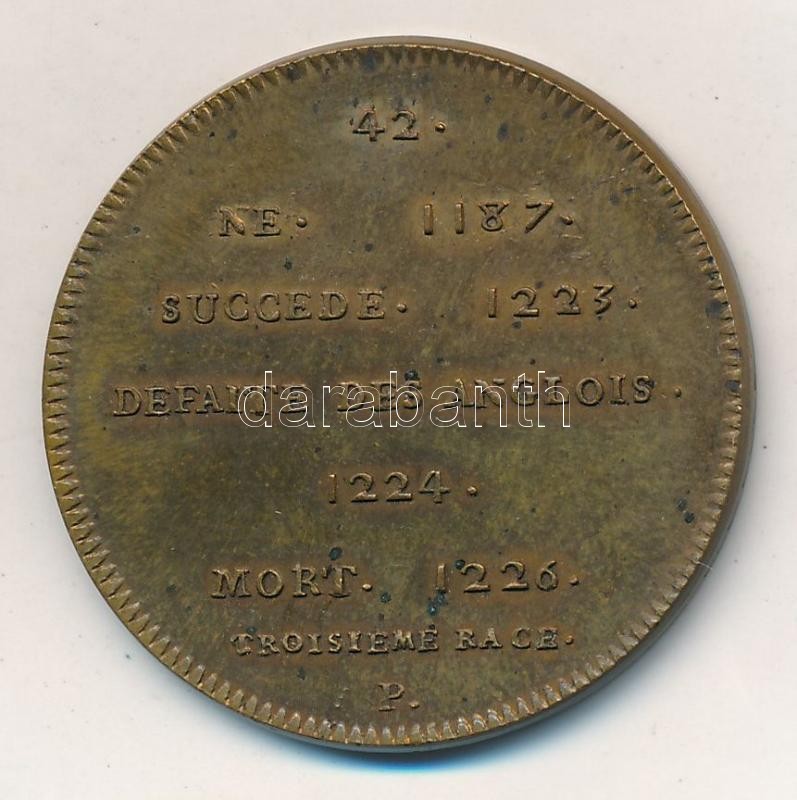 42.
NE. 1187.
SUCCEDE. 1223.
DEFAITE DES ANGLOIS.
darabanth
1224.
MORT. 1226.
TROISIEME RACE.
P.